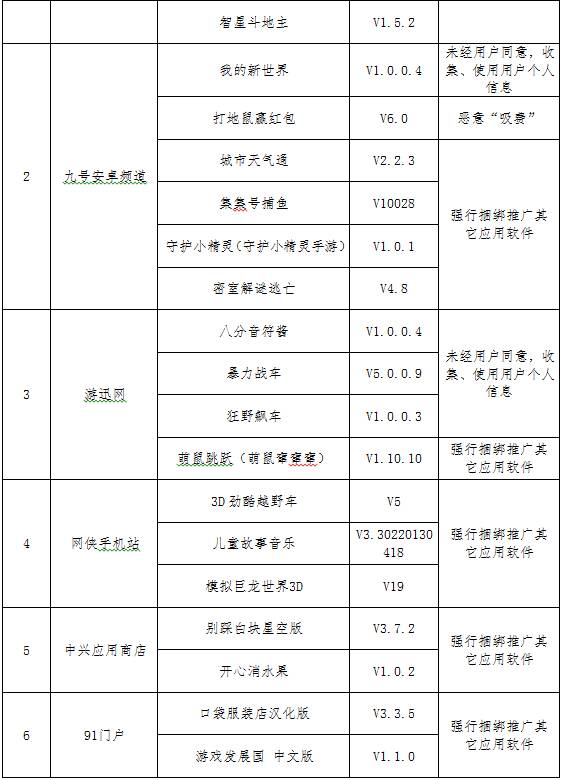 智星斗地主 V1.5.2
2 九号安卓频道
我的新世界 V1.0.0.4
未经用户同意，收
集、使用用户个人
信息
打地鼠赢红包 V6.0 恶意“吸费”
城市天气通 V2.2.3
集集号捕鱼 V10028
守护小精灵(守护小精灵手游) V1.0.1
密室解谜逃亡 V4.8
强行捆绑推广其
它应用软件
3 游迅网
八分音符酱 V1.0.0.4
暴力战车 V5.0.0.9
狂野飙车 V1.0.0.3
未经用户同意，收
集、使用用户个人
信息
萌鼠跳跃（萌鼠窜窜窜） V1.10.10
强行捆绑推广其
它应用软件
4 网侠手机站
3D劲酷越野车 V5
儿童故事音乐
V3.30220130
418
模拟巨龙世界3D V19
强行捆绑推广其
它应用软件
5 中兴应用商店
别踩白块星空版 V3.7.2
开心消水果 V1.0.2
强行捆绑推广其
它应用软件
6 91门户
口袋服装店汉化版 V3.3.5
游戏发展国 中文版 V1.1.0
强行捆绑推广其
它应用软件